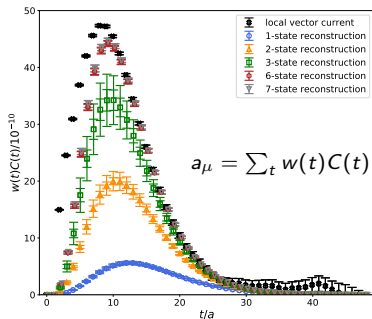 50
40
30
20
10
0
w(t)C(t)/10⁻¹⁰
local vector current
1-state reconstruction
2-state reconstruction
3-state reconstruction
6-state reconstruction
7-state reconstruction
a_μ = ∑_t w(t)C(t)
0 10 20 30 40
t/a